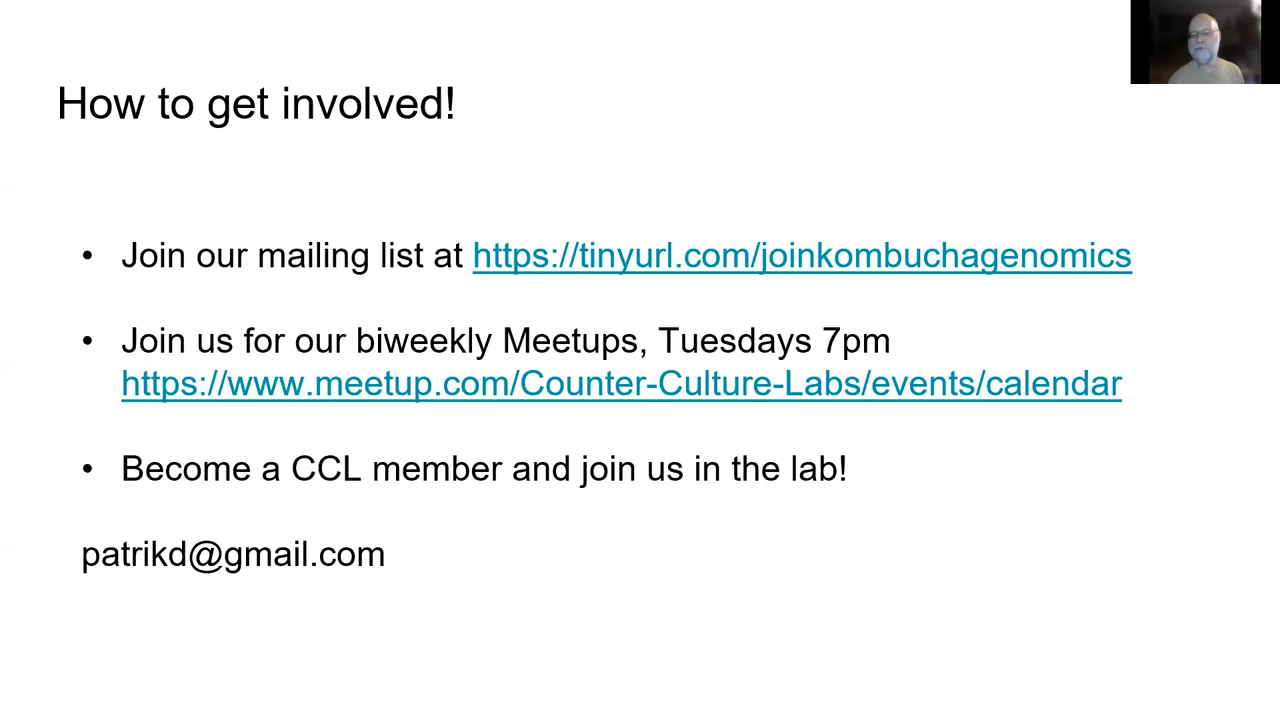 How to get involved!
• Join our mailing list at https://tinyurl.com/joinkombuchagenomics
• Join us for our biweekly Meetups, Tuesdays 7pm
https://www.meetup.com/Counter-Culture-Labs/events/calendar
• Become a CCL member and join us in the lab!
patrikd@gmail.com